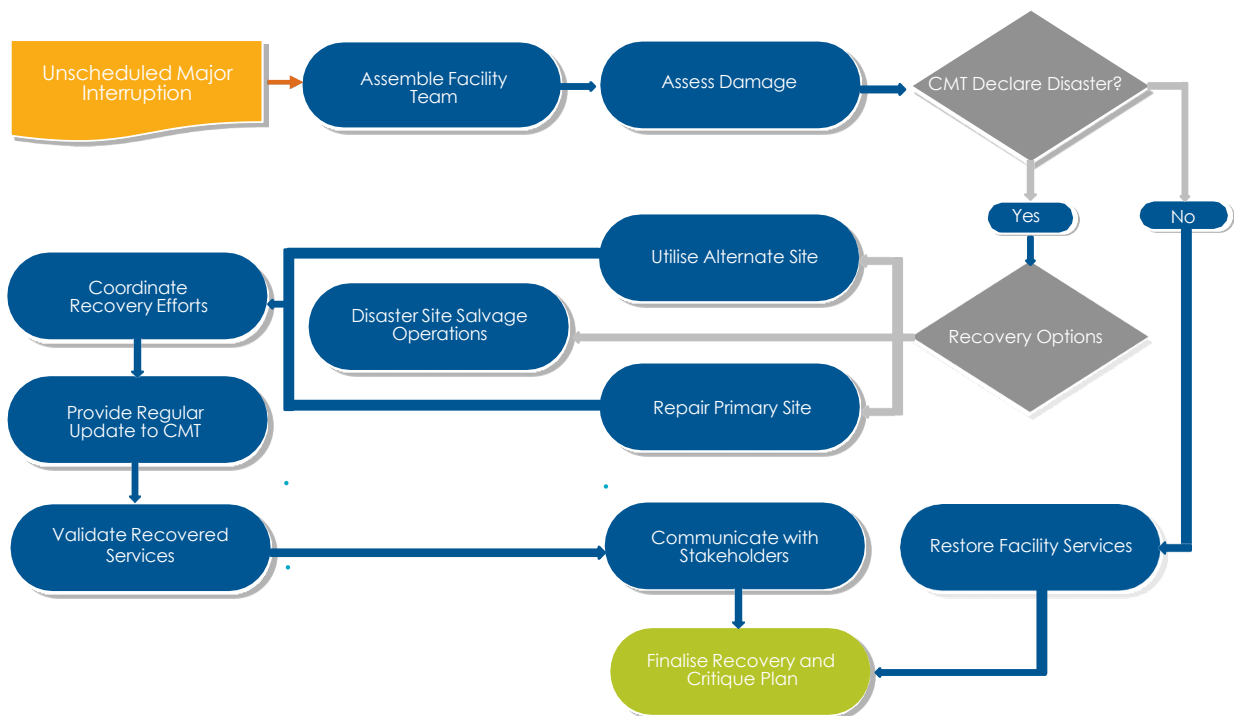 Unscheduled Major
Interruption
Assemble Facility
Team
Assess Damage
CMT Declare Disaster?
Yes
No
Utilise Alternate Site
Coordinate
Recovery Efforts
Disaster Site Salvage
Operations
Recovery Options
Repair Primary Site
Provide Regular
Update to CMT
Validate Recovered
Services
Communicate with
Stakeholders
Restore Facility Services
Finalise Recovery and
Critique Plan